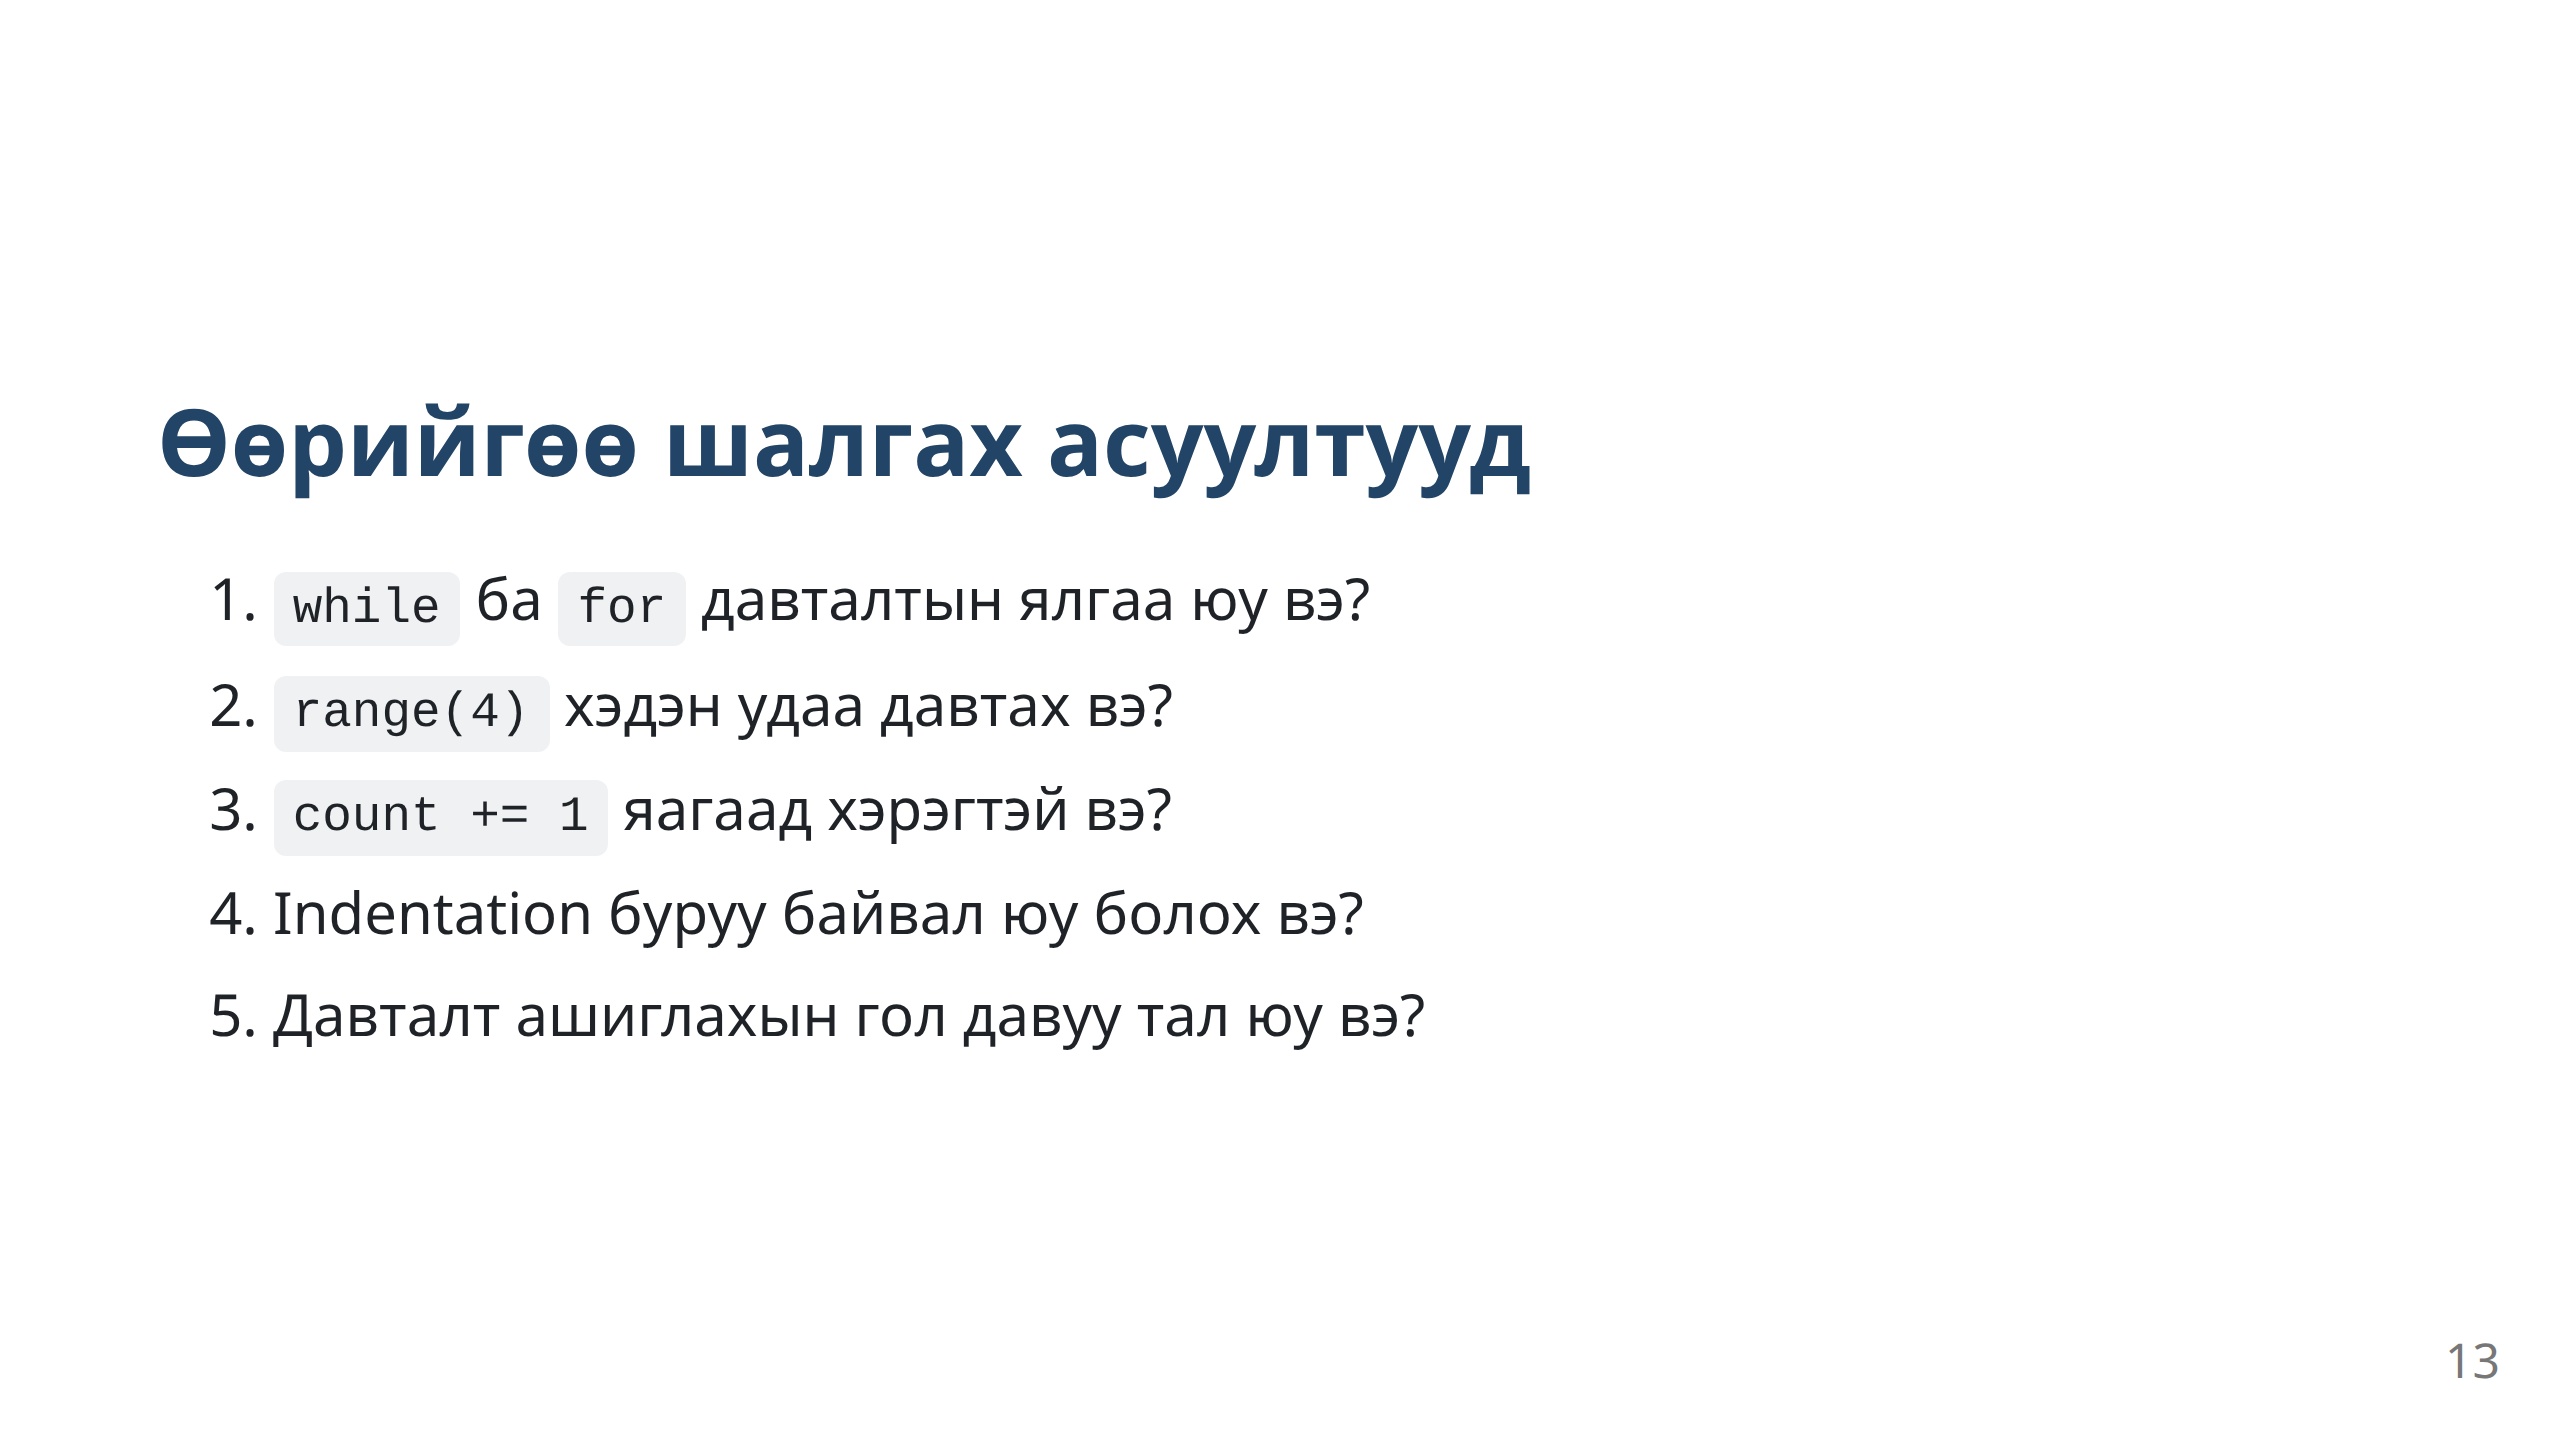 Өөрийгөө шалгах асуултууд
1. while ба for давталтын ялгаа юу вэ?
2. range(4) хэдэн удаа давтах вэ?
3. count += 1 яагаад хэрэгтэй вэ?
4. Indentation буруу байвал юу болох вэ?
5. Давталт ашиглахын гол давуу тал юу вэ?
13